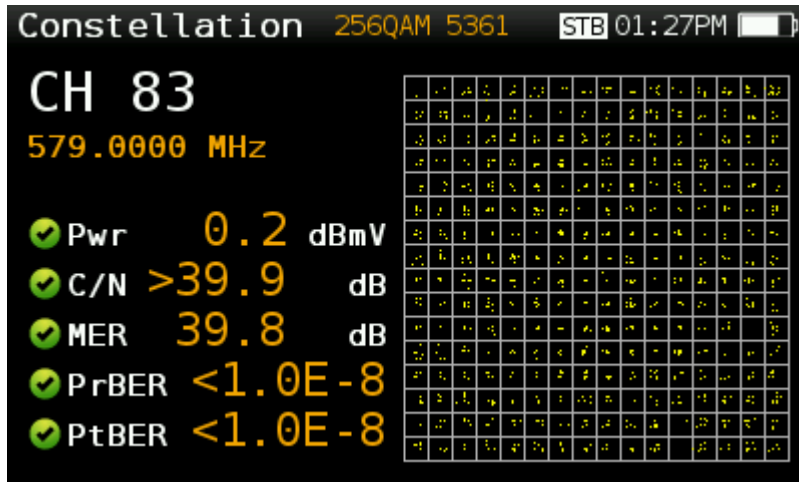 Constellation 256QAM 5361 STB 01:27PM
CH 83
579.0000 MHz
Pwr 0.2 dBmV
C/N >39.9 dB
MER 39.8 dB
PrBER <1.0E-8
PtBER <1.0E-8